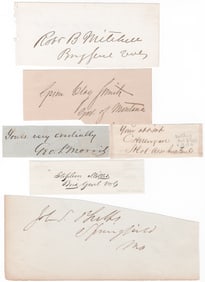 Robt B Mitchell
Brig Genl Vols
Green Clay Smith
Gov of Montana
Yours very cordially
Geo. P. Morris
Stephen Miller
Brig Genl Vols
John S Phelps
Springfield
Mo